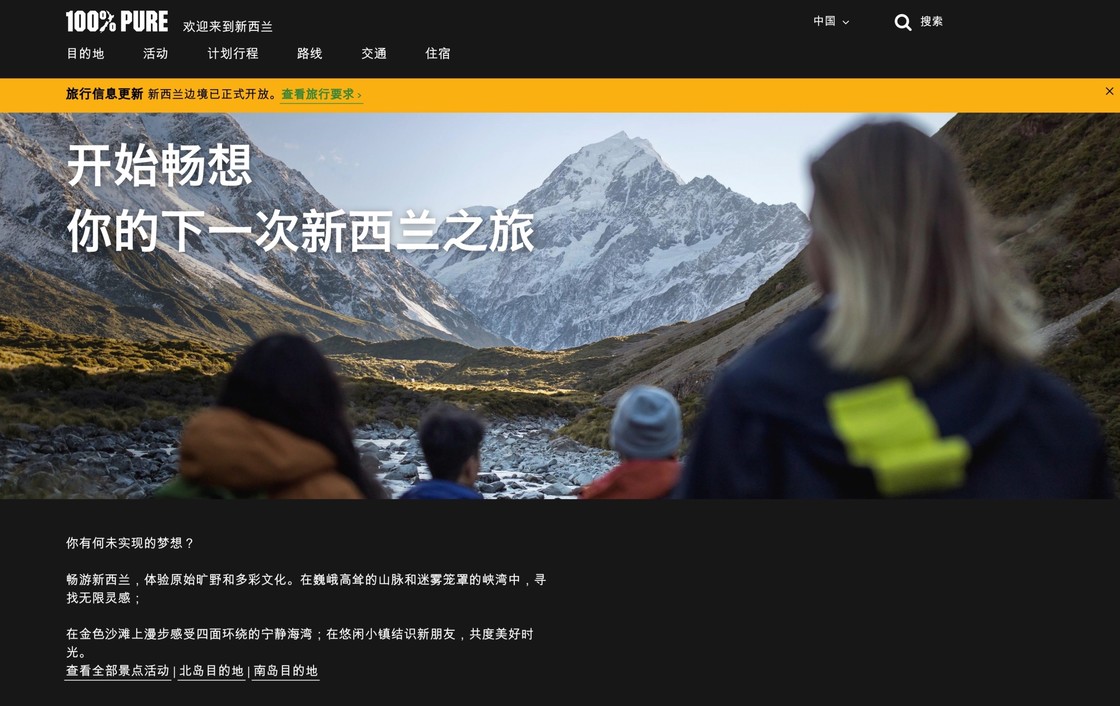 100% PURE 欢迎来到新西兰
中国
搜索
目的地 活动 计划行程 路线 交通 住宿
旅行信息更新 新西兰边境已正式开放。查看旅行要求 ›
开始畅想
你的下一次新西兰之旅
你有何未实现的梦想？
畅游新西兰，体验原始旷野和多彩文化。在巍峨高耸的山脉和迷雾笼罩的峡湾中，寻
找无限灵感；
在金色沙滩上漫步感受四面环绕的宁静海湾；在悠闲小镇结识新朋友，共度美好时
光。
查看全部景点活动 | 北岛目的地 | 南岛目的地